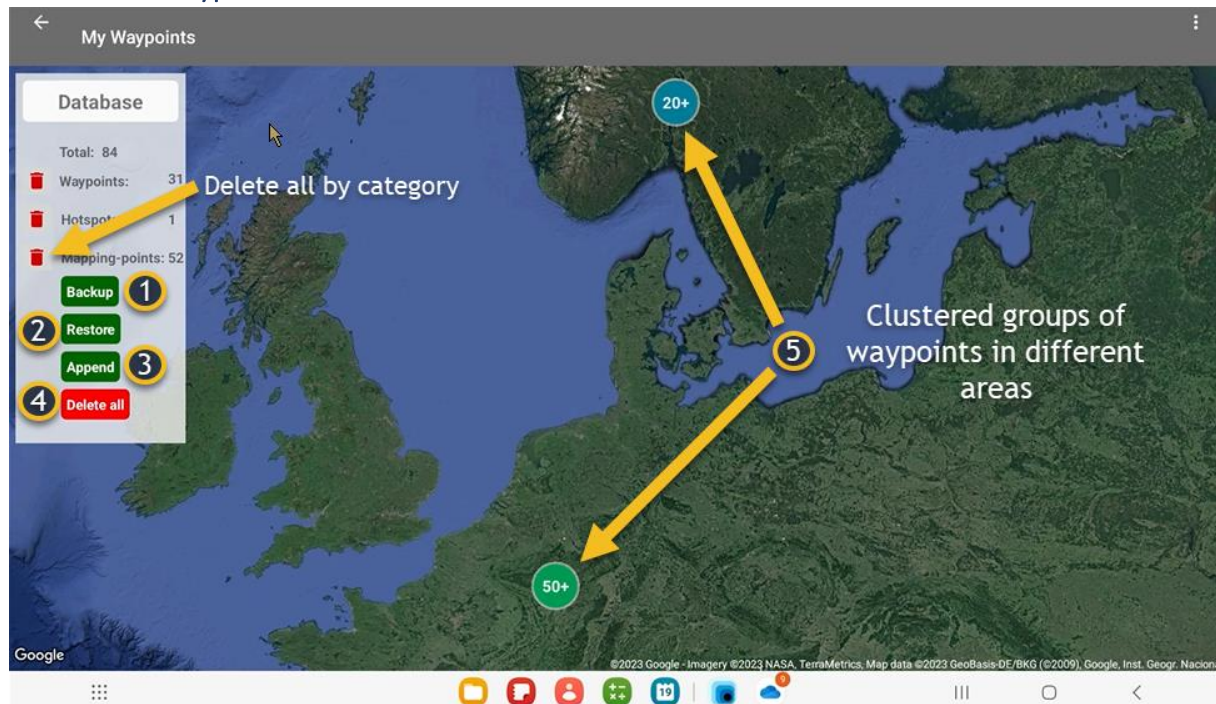 My Waypoints
Database
Total: 84
Waypoints: 31
Delete all by category
1
Mapping-points: 52
Backup 1
2 Restore
Append 3
4 Delete all
20+
5
Clustered groups of
waypoints in different
areas
50+
Google
©2023 Google - Imagery ©2023 NASA, TerraMetrics, Map data ©2023 GeoBasis-DE/BKG (©2009), Google, Inst. Geogr. Naciona
19
9